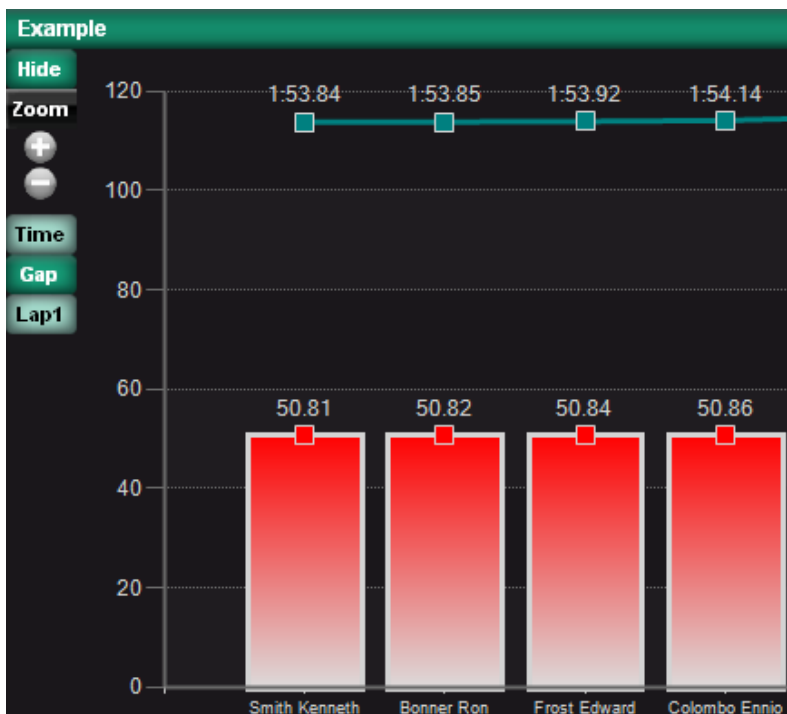 Example
Hide
Zoom
Time
Gap
Lap1
120
100
80
60
40
20
0
1:53.84 1:53.85 1:53.92 1:54.14
50.81 50.82 50.84 50.86
Smith Kenneth Bonner Ron Frost Edward Colombo Ennio